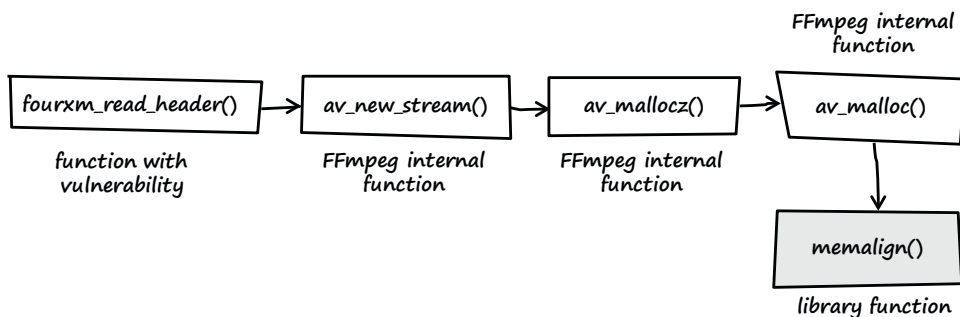 FFmpeg internal
function
fourxm_read_header()
av_new_stream()
av_mallocz()
av_malloc()
function with
vulnerability
FFmpeg internal
function
FFmpeg internal
function
memalign()
library function